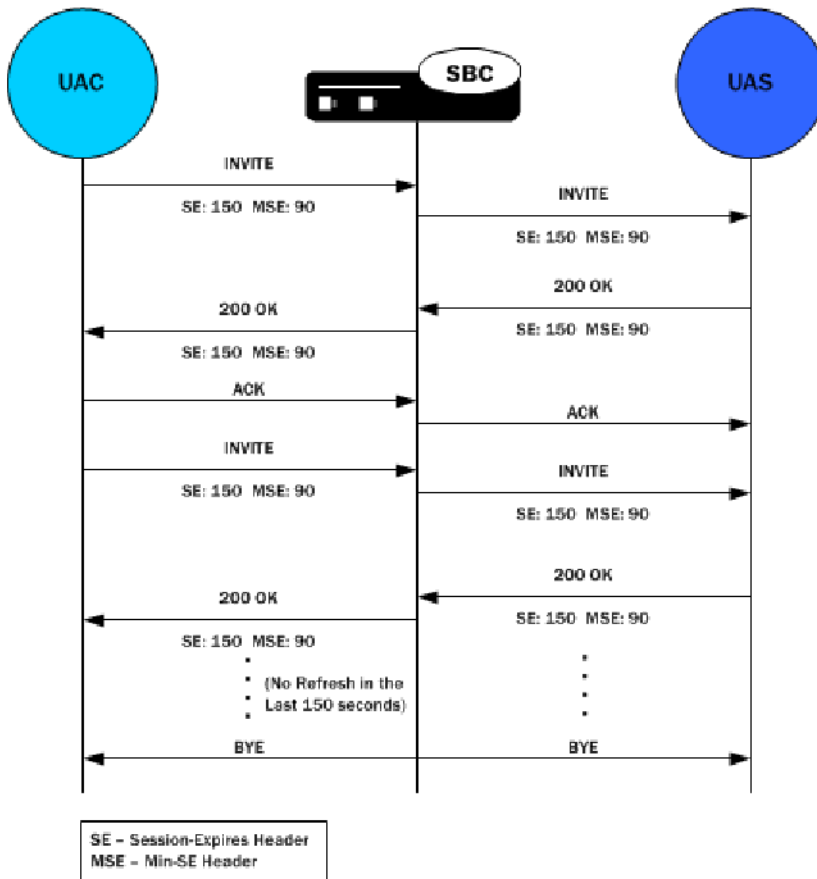 UAC
SBC
UAS
INVITE
SE: 150 MSE: 90
INVITE
SE: 150 MSE: 90
200 OK
SE: 150 MSE: 90
200 OK
SE: 150 MSE: 90
ACK
ACK
INVITE
SE: 150 MSE: 90
INVITE
SE: 150 MSE: 90
200 OK
SE: 150 MSE: 90
200 OK
SE: 150 MSE: 90
(No Refresh in the
Last 150 seconds)
BYE
BYE
SE – Session-Expires Header
MSE – Min-SE Header